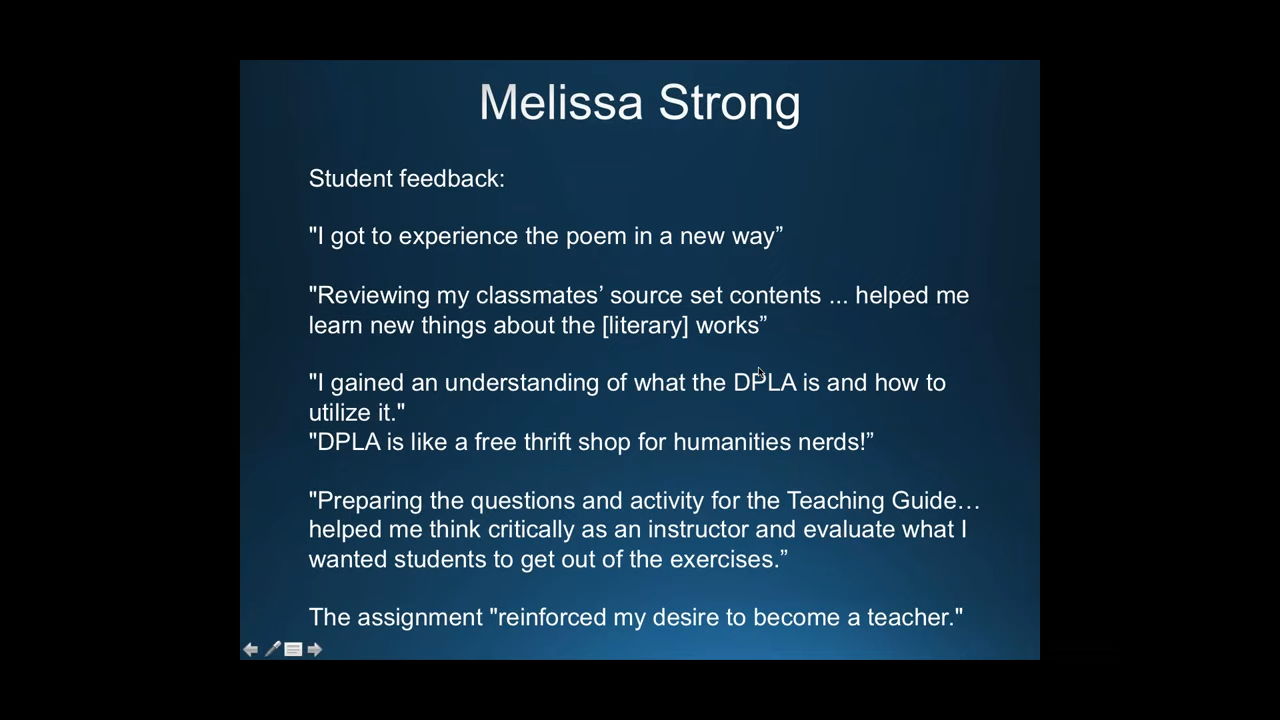 Melissa Strong
Student feedback:
"I got to experience the poem in a new way”
"Reviewing my classmates’ source set contents ... helped me
learn new things about the [literary] works”
"I gained an understanding of what the DPLA is and how to
utilize it."
"DPLA is like a free thrift shop for humanities nerds!”
"Preparing the questions and activity for the Teaching Guide…
helped me think critically as an instructor and evaluate what I
wanted students to get out of the exercises.”
The assignment "reinforced my desire to become a teacher."